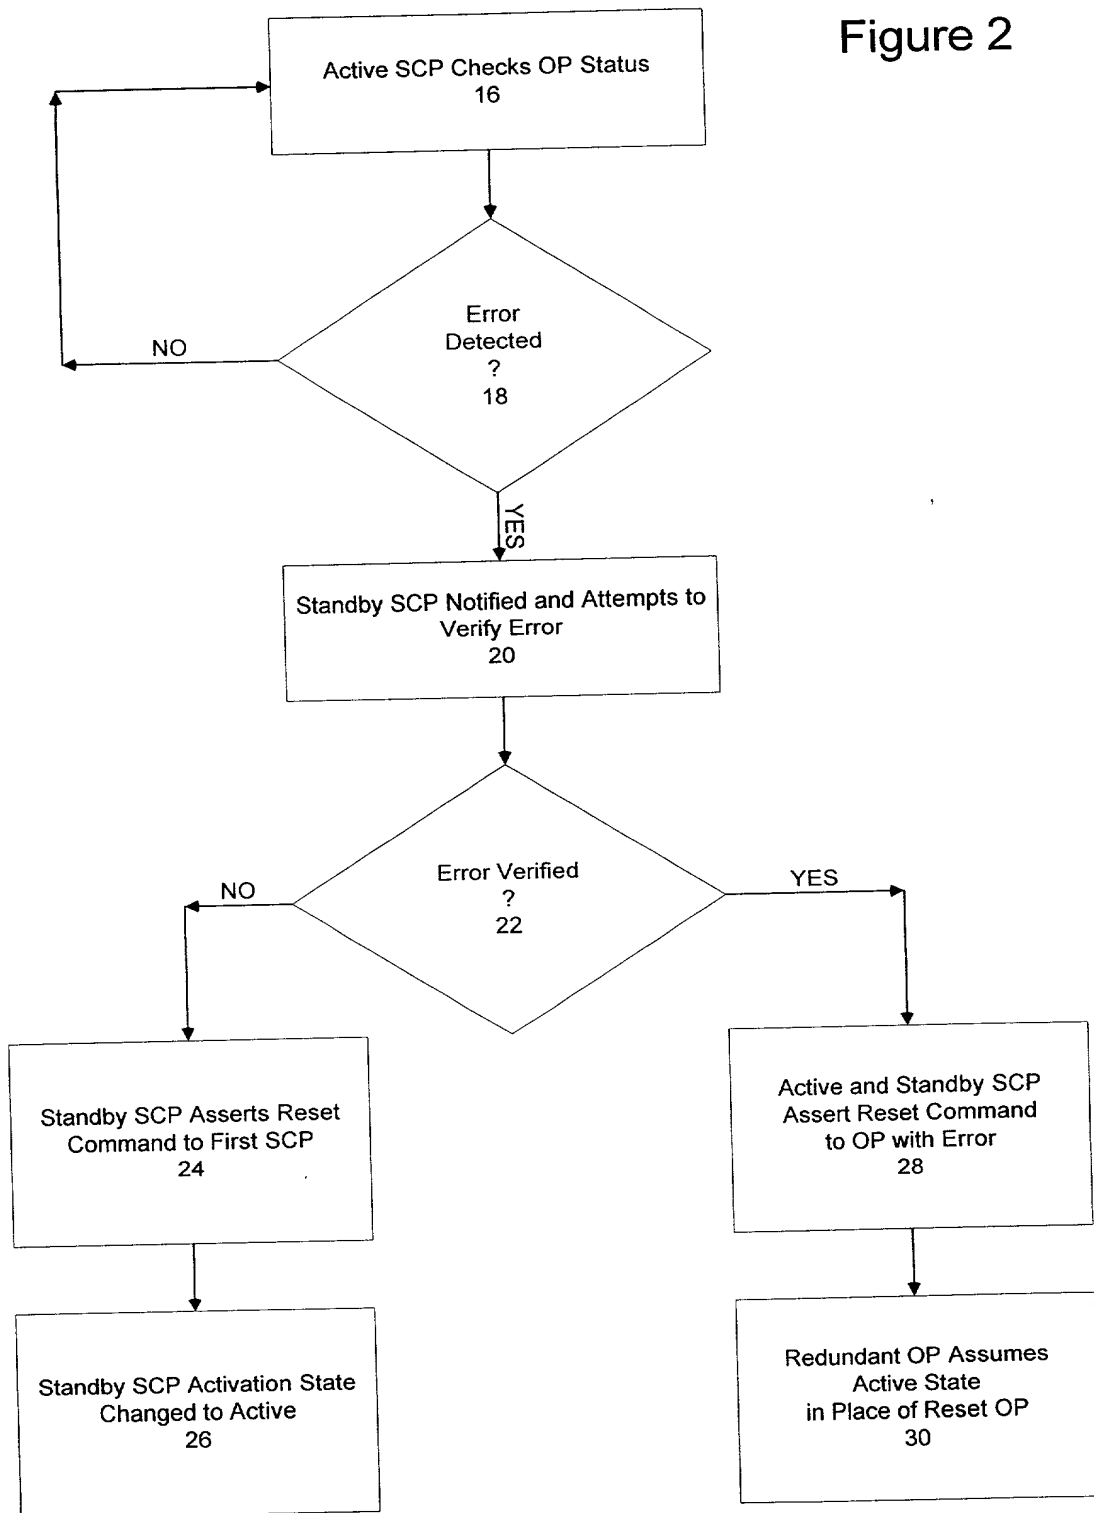 Figure 2
Active SCP Checks OP Status
16
Error
Detected
?
18
NO
YES
Standby SCP Notified and Attempts to
Verify Error
20
Error Verified
?
22
NO
YES
Standby SCP Asserts Reset
Command to First SCP
24
Active and Standby SCP
Assert Reset Command
to OP with Error
28
Standby SCP Activation State
Changed to Active
26
Redundant OP Assumes
Active State
in Place of Reset OP
30